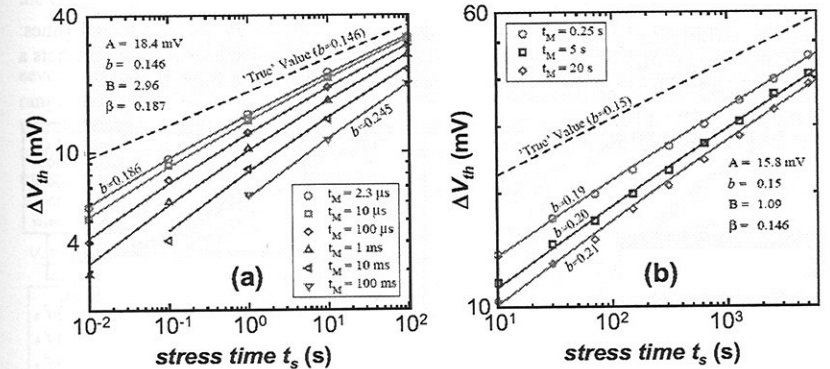 40
10
4
ΔV_th (mV)
A = 18.4 mV
b = 0.146
B = 2.96
β = 0.187
'True' Value (b=0.146)
b=0.186
b=0.245
t_M = 2.3 μs
t_M = 10 μs
t_M = 100 μs
t_M = 1 ms
t_M = 10 ms
t_M = 100 ms
(a)
10^-2 10^-1 10^0 10^1 10^2
stress time t_s (s)
60
10
ΔV_th (mV)
t_M = 0.25 s
t_M = 5 s
t_M = 20 s
'True' Value (b=0.15)
b=0.19
b=0.20
b=0.21
A = 15.8 mV
b = 0.15
B = 1.09
β = 0.146
(b)
10^1 10^2 10^3
stress time t_s (s)